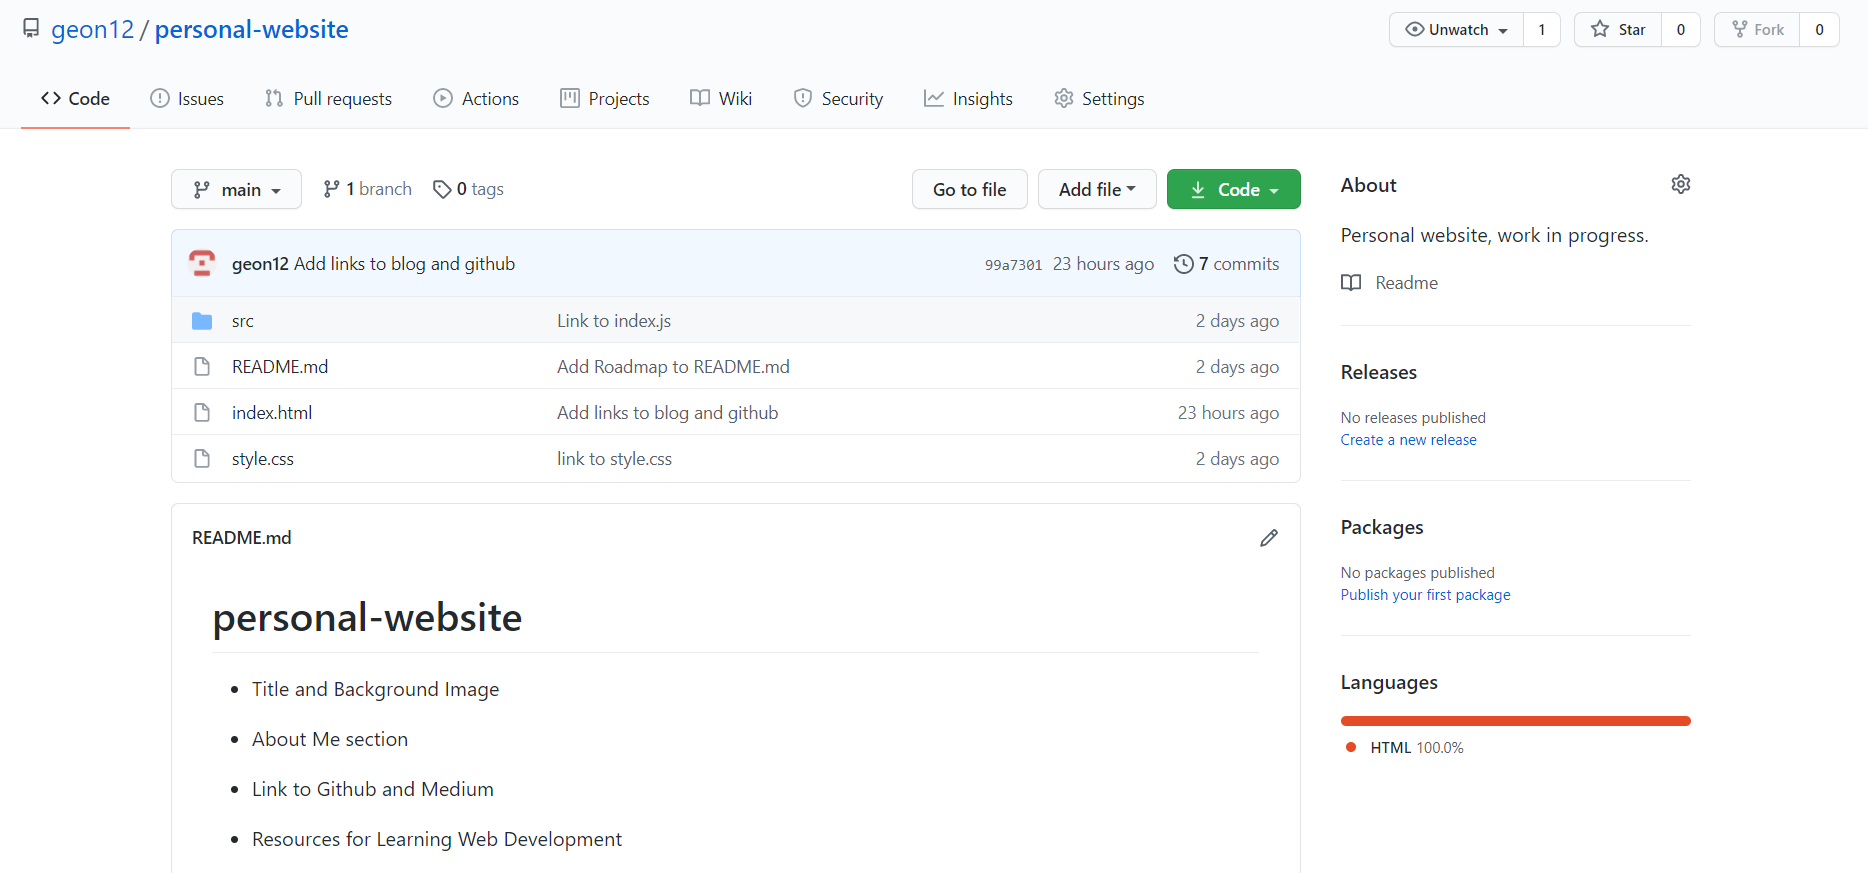 geon12 / personal-website
Unwatch 1 Star 0 Fork 0
Code Issues Pull requests Actions Projects Wiki Security Insights Settings
main 1 branch 0 tags Go to file Add file Code
geon12 Add links to blog and github 99a7301 23 hours ago 7 commits
src Link to index.js 2 days ago
README.md Add Roadmap to README.md 2 days ago
index.html Add links to blog and github 23 hours ago
style.css link to style.css 2 days ago
README.md
personal-website
• Title and Background Image
• About Me section
• Link to Github and Medium
• Resources for Learning Web Development
About
Personal website, work in progress.
Readme
Releases
No releases published
Create a new release
Packages
No packages published
Publish your first package
Languages
HTML 100.0%